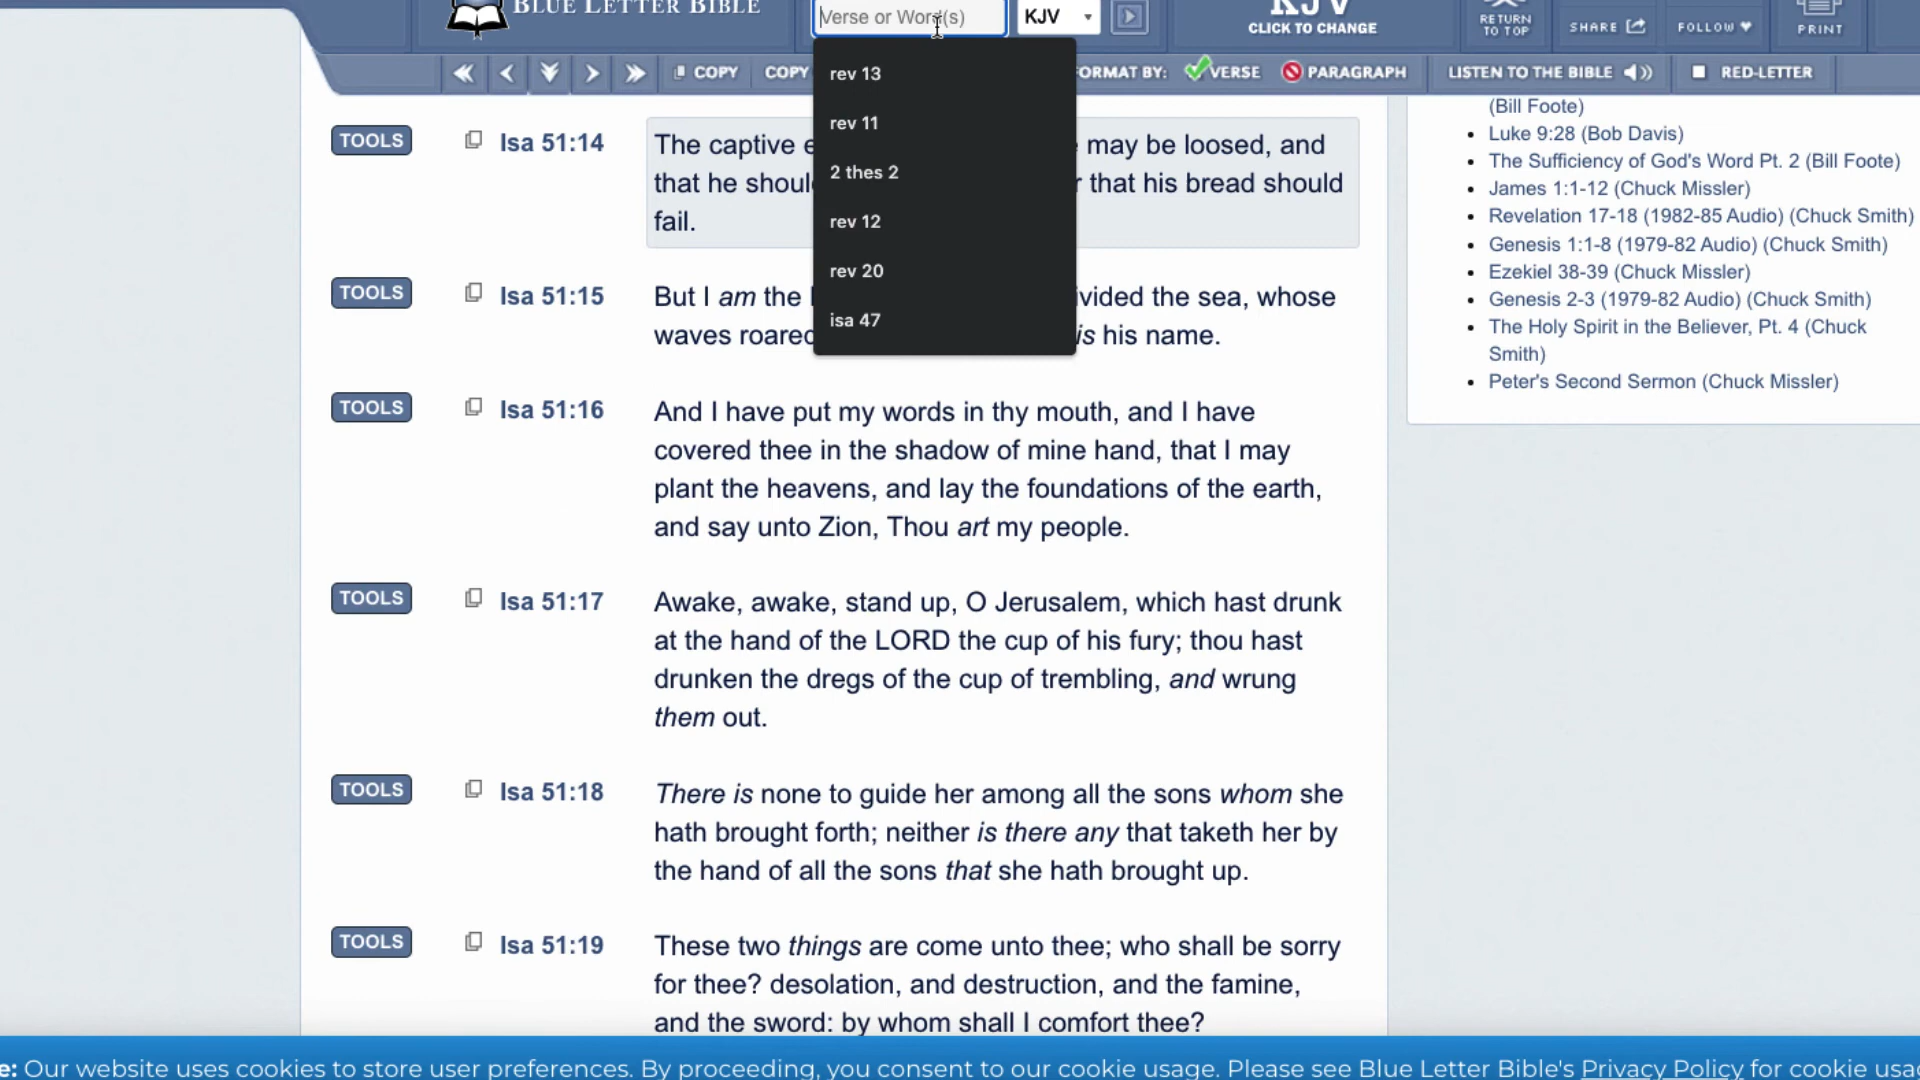 BLUE LETTER BIBLE
Verse or Word(s)
KJV
KJV
CLICK TO CHANGE
RETURN
TO TOP
SHARE
FOLLOW
PRINT
COPY
COPY
ORMAT BY:
VERSE
PARAGRAPH
LISTEN TO THE BIBLE
RED-LETTER
rev 13
rev 11
2 thes 2
rev 12
rev 20
isa 47
TOOLS
Isa 51:14
The captive e may be loosed, and
that he shoul r that his bread should
fail.
TOOLS
Isa 51:15
But I am the ivided the sea, whose
waves roared is his name.
TOOLS
Isa 51:16
And I have put my words in thy mouth, and I have
covered thee in the shadow of mine hand, that I may
plant the heavens, and lay the foundations of the earth,
and say unto Zion, Thou art my people.
TOOLS
Isa 51:17
Awake, awake, stand up, O Jerusalem, which hast drunk
at the hand of the LORD the cup of his fury; thou hast
drunken the dregs of the cup of trembling, and wrung
them out.
TOOLS
Isa 51:18
There is none to guide her among all the sons whom she
hath brought forth; neither is there any that taketh her by
the hand of all the sons that she hath brought up.
TOOLS
Isa 51:19
These two things are come unto thee; who shall be sorry
for thee? desolation, and destruction, and the famine,
and the sword: by whom shall I comfort thee?
(Bill Foote)
Luke 9:28 (Bob Davis)
The Sufficiency of God's Word Pt. 2 (Bill Foote)
James 1:1-12 (Chuck Missler)
Revelation 17-18 (1982-85 Audio) (Chuck Smith)
Genesis 1:1-8 (1979-82 Audio) (Chuck Smith)
Ezekiel 38-39 (Chuck Missler)
Genesis 2-3 (1979-82 Audio) (Chuck Smith)
The Holy Spirit in the Believer, Pt. 4 (Chuck
Smith)
Peter's Second Sermon (Chuck Missler)
e: Our website uses cookies to store user preferences. By proceeding, you consent to our cookie usage. Please see Blue Letter Bible's Privacy Policy for cookie usa